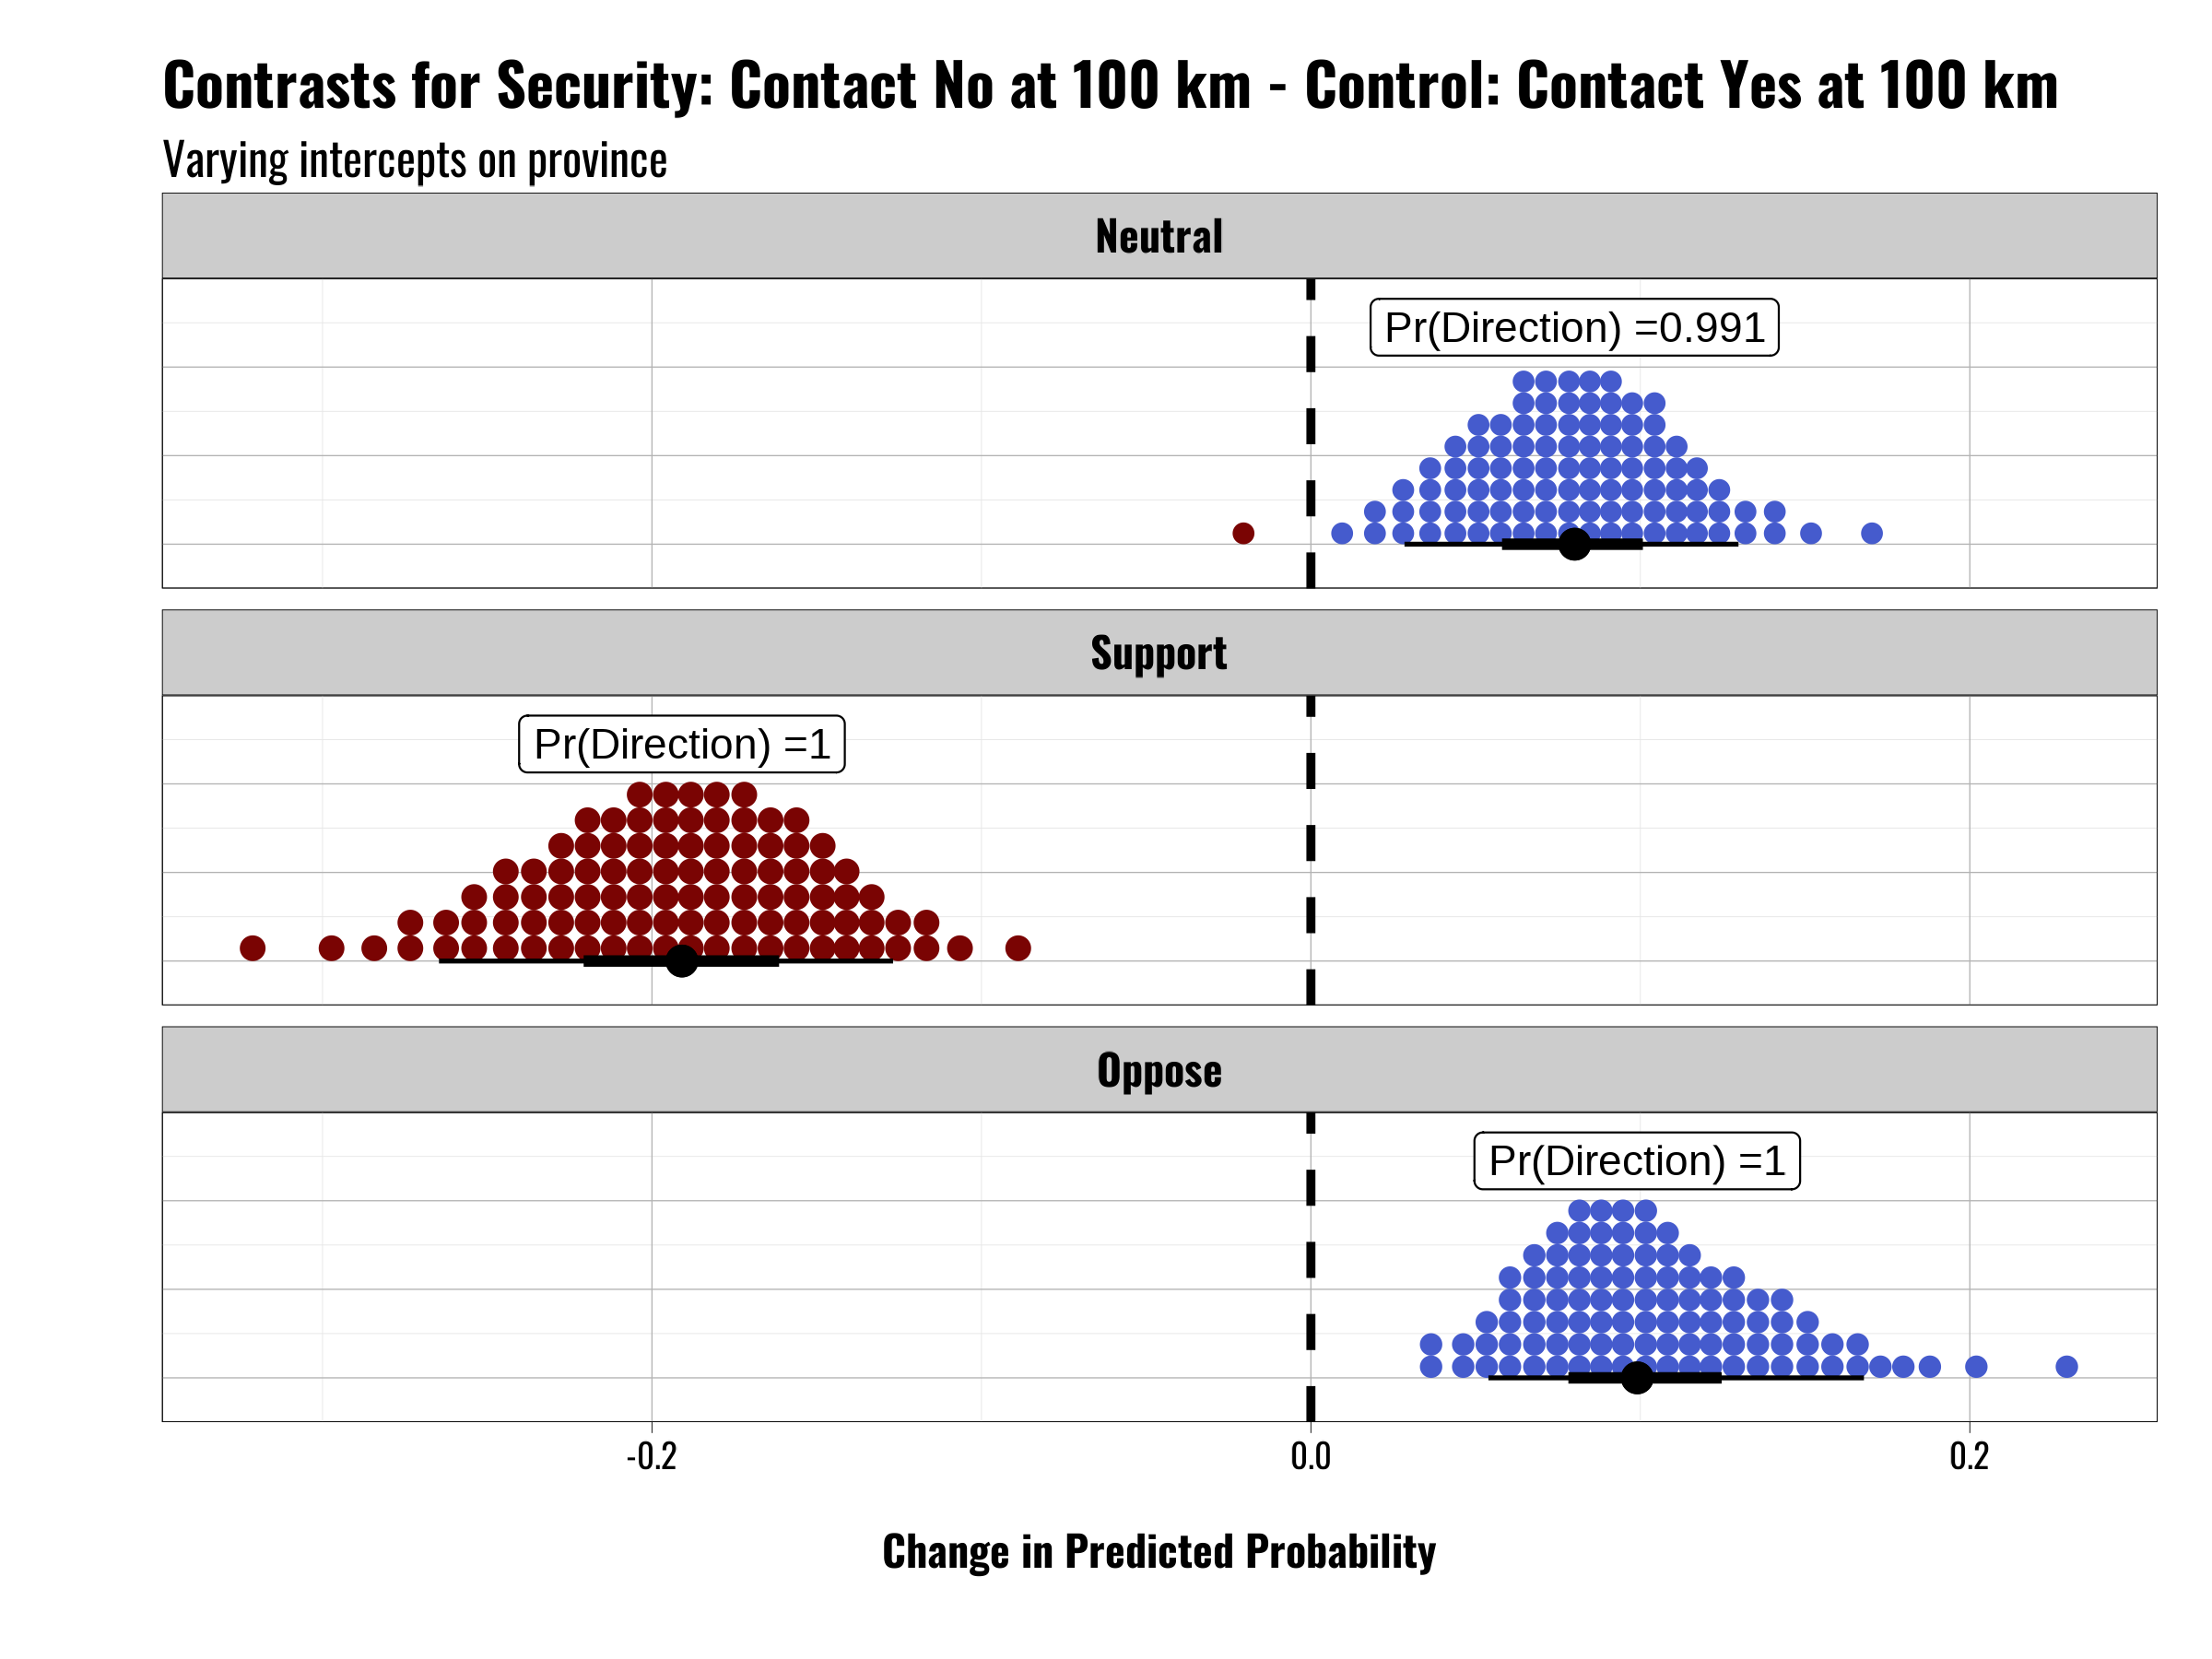 Contrasts for Security: Contact No at 100 km - Control: Contact Yes at 100 km
Varying intercepts on province
Neutral
Pr(Direction) =0.991
Support
Pr(Direction) =1
Oppose
Pr(Direction) =1
-0.2 0.0 0.2
Change in Predicted Probability